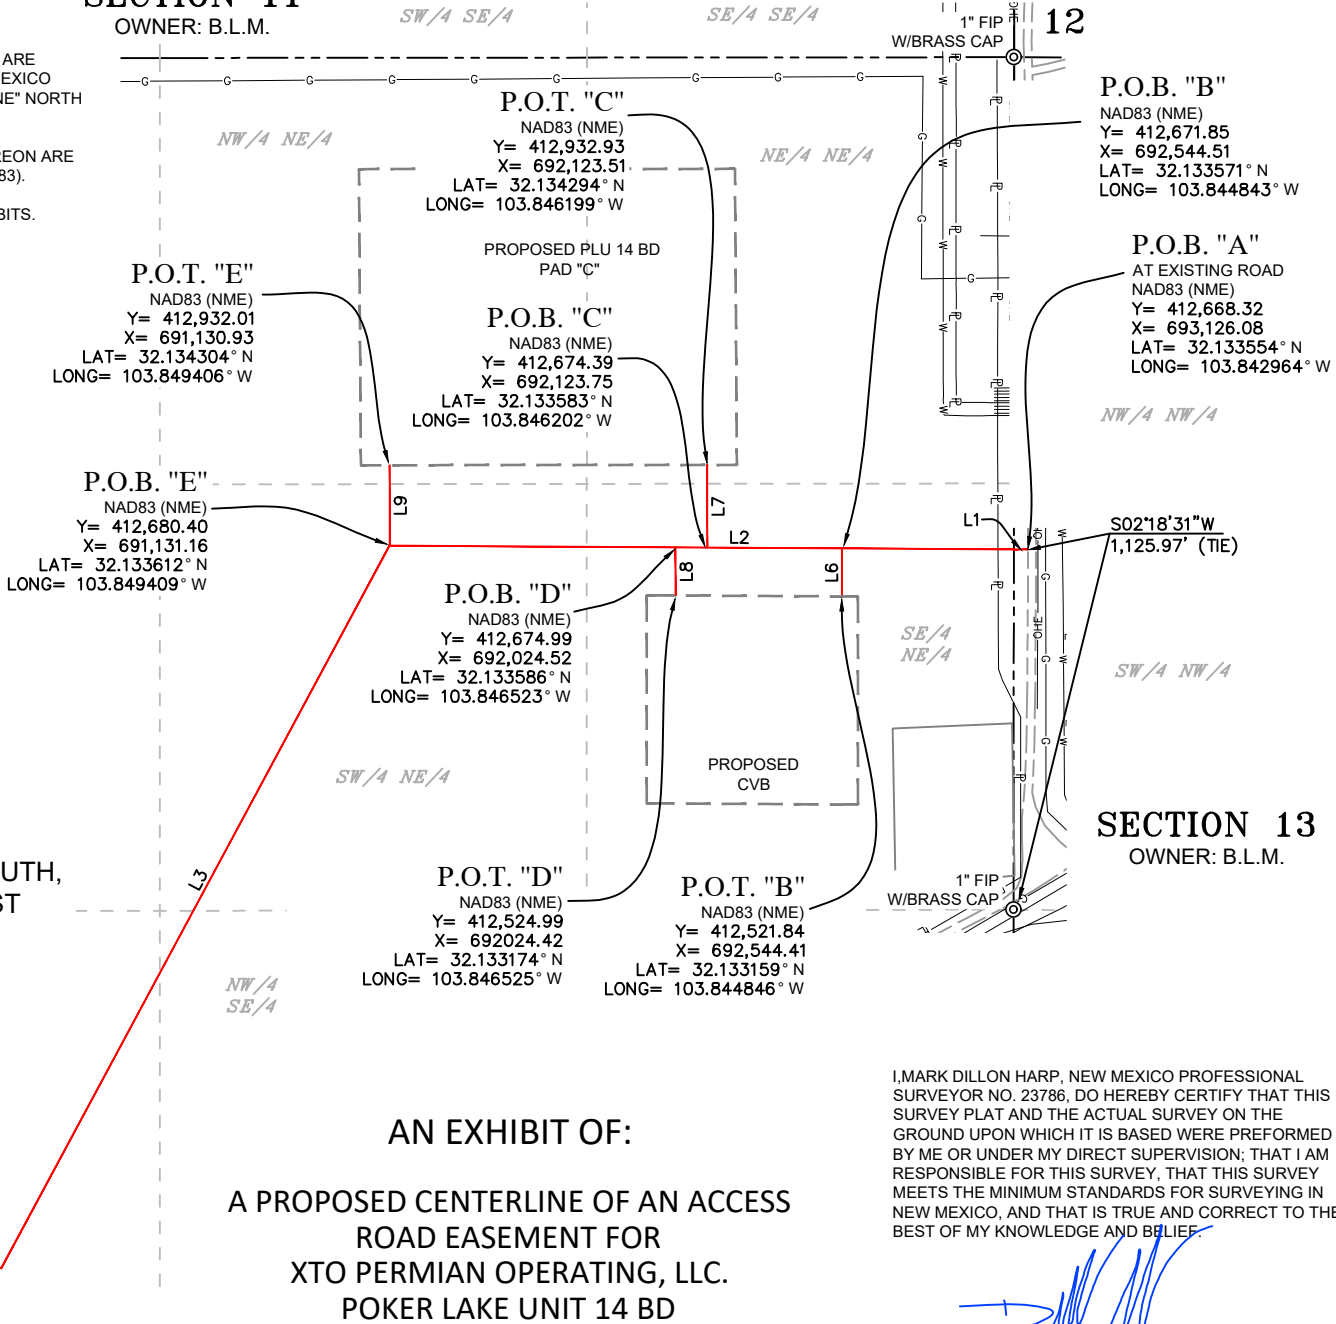 OWNER: B.L.M.
SW/4 SE/4
SE/4 SE/4
1" FIP
W/BRASS CAP
12
OHE
ARE
EXICO
NE" NORTH
REON ARE
83).
BITS.
NW/4 NE/4
NE/4 NE/4
P.O.T. "C"
NAD83 (NME)
Y= 412,932.93
X= 692,123.51
LAT= 32.134294° N
LONG= 103.846199° W
P.O.B. "B"
NAD83 (NME)
Y= 412,671.85
X= 692,544.51
LAT= 32.133571° N
LONG= 103.844843° W
PROPOSED PLU 14 BD
PAD "C"
P.O.B. "A"
AT EXISTING ROAD
NAD83 (NME)
Y= 412,668.32
X= 693,126.08
LAT= 32.133554° N
LONG= 103.842964° W
P.O.T. "E"
NAD83 (NME)
Y= 412,932.01
X= 691,130.93
LAT= 32.134304° N
LONG= 103.849406° W
P.O.B. "C"
NAD83 (NME)
Y= 412,674.39
X= 692,123.75
LAT= 32.133583° N
LONG= 103.846202° W
NW/4 NW/4
P.O.B. "E"
NAD83 (NME)
Y= 412,680.40
X= 691,131.16
LAT= 32.133612° N
LONG= 103.849409° W
L9
L7
L2
L1
L8
L6
S02°18'31"W
1,125.97' (TIE)
P.O.B. "D"
NAD83 (NME)
Y= 412,674.99
X= 692,024.52
LAT= 32.133586° N
LONG= 103.846523° W
SE/4
NE/4
OHE
SW/4 NW/4
SW/4 NE/4
PROPOSED
CVB
SECTION 13
OWNER: B.L.M.
L3
UTH,
ST
P.O.T. "D"
NAD83 (NME)
Y= 412,524.99
X= 692024.42
LAT= 32.133174° N
LONG= 103.846525° W
P.O.T. "B"
NAD83 (NME)
Y= 412,521.84
X= 692,544.41
LAT= 32.133159° N
LONG= 103.844846° W
1" FIP
W/BRASS CAP
NW/4
SE/4
AN EXHIBIT OF:
A PROPOSED CENTERLINE OF AN ACCESS
ROAD EASEMENT FOR
XTO PERMIAN OPERATING, LLC.
POKER LAKE UNIT 14 BD
I,MARK DILLON HARP, NEW MEXICO PROFESSIONAL
SURVEYOR NO. 23786, DO HEREBY CERTIFY THAT THIS
SURVEY PLAT AND THE ACTUAL SURVEY ON THE
GROUND UPON WHICH IT IS BASED WERE PREFORMED
BY ME OR UNDER MY DIRECT SUPERVISION; THAT I AM
RESPONSIBLE FOR THIS SURVEY, THAT THIS SURVEY
MEETS THE MINIMUM STANDARDS FOR SURVEYING IN
NEW MEXICO, AND THAT IS TRUE AND CORRECT TO THE
BEST OF MY KNOWLEDGE AND BELIEF.